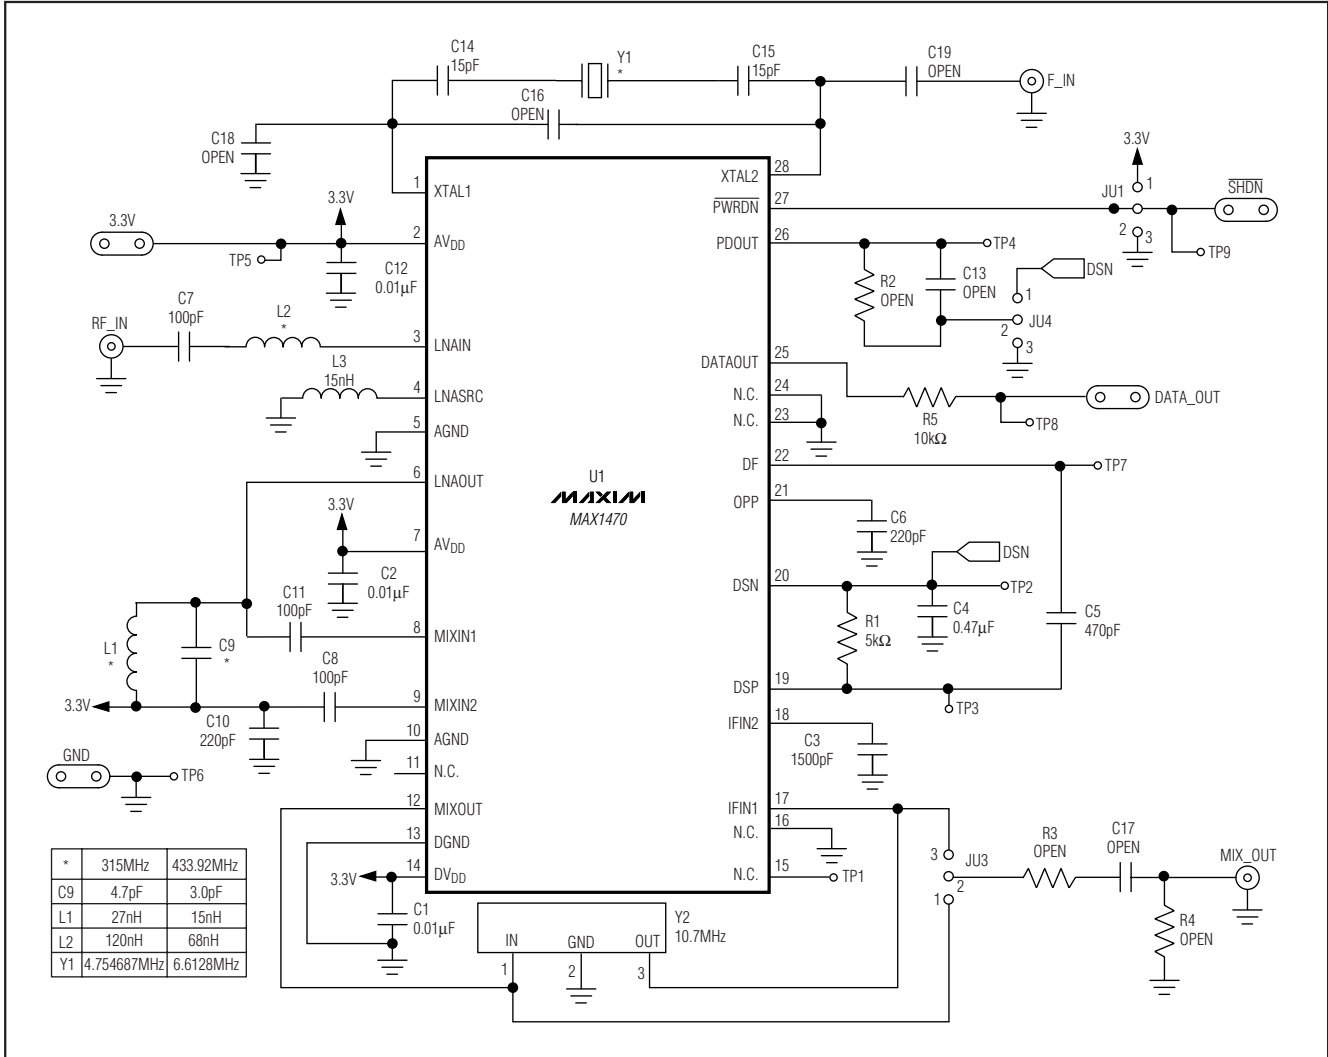 C14
15pF
Y1
*
C15
15pF
C19
OPEN
F_IN
C16
OPEN
C18
OPEN
3.3V
JU1
1
2
3
SHDN
TP9
1
XTAL1
XTAL2
28
PWRDN
27
3.3V
3.3V
2
AVDD
PDOUT
26
TP4
TP5
C12
0.01µF
R2
OPEN
C13
OPEN
DSN
1
JU4
2
3
C7
100pF
L2
*
RF_IN
3
LNAIN
L3
15nH
4
LNASRC
5
AGND
DATAOUT
25
N.C.
24
N.C.
23
R5
10kΩ
TP8
DATA_OUT
6
LNAOUT
DF
22
TP7
U1
MAXIM
MAX1470
OPP
21
C6
220pF
3.3V
7
AVDD
C2
0.01µF
DSN
DSN
20
TP2
C4
0.47µF
R1
5kΩ
C5
470pF
C11
100pF
8
MIXIN1
L1
*
C9
*
C8
100pF
DSP
19
TP3
3.3V
9
MIXIN2
C10
220pF
IFIN2
18
C3
1500pF
10
AGND
GND
TP6
11
N.C.
12
MIXOUT
IFIN1
17
13
DGND
N.C.
16
14
DVDD
N.C.
15
TP1
3.3V
C1
0.01µF
3
JU3
2
1
R3
OPEN
C17
OPEN
MIX_OUT
R4
OPEN
* 315MHz 433.92MHz
C9 4.7pF 3.0pF
L1 27nH 15nH
L2 120nH 68nH
Y1 4.754687MHz 6.6128MHz
Y2
10.7MHz
IN GND OUT
1 2 3